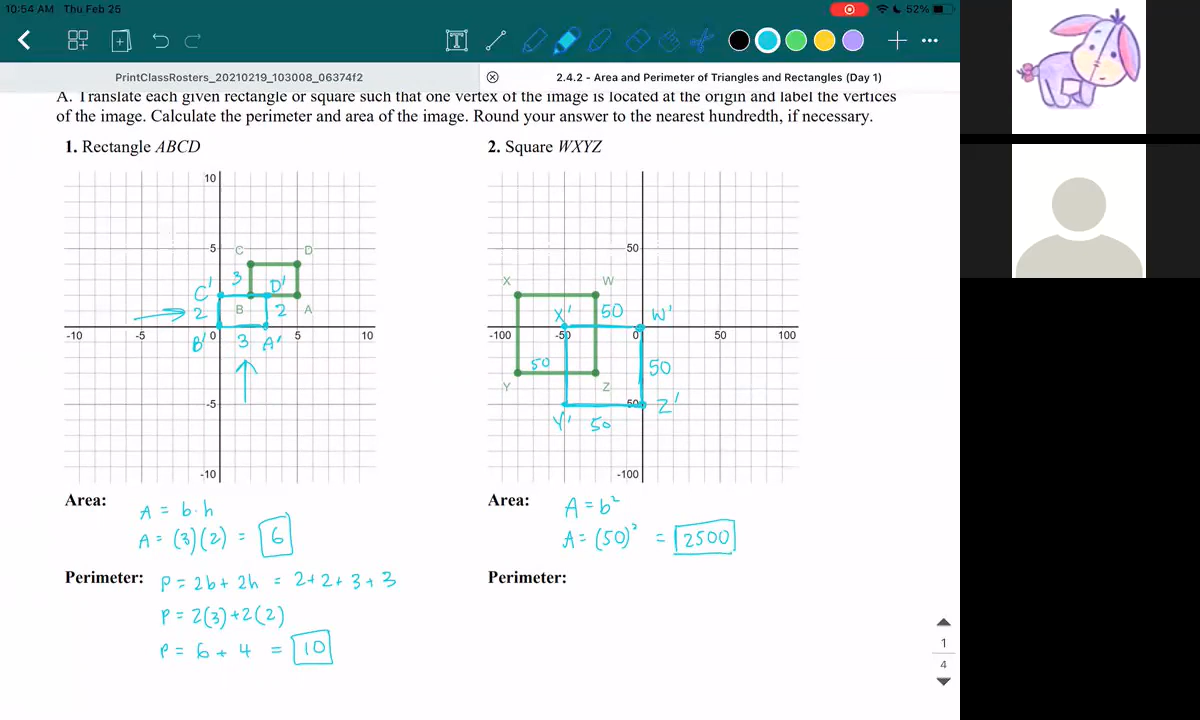 10:54 AM Thu Feb 25
52%
PrintClassRosters_20210219_103008_06374f2
2.4.2 - Area and Perimeter of Triangles and Rectangles (Day 1)
A. Translate each given rectangle or square such that one vertex of the image is located at the origin and label the vertices
of the image. Calculate the perimeter and area of the image. Round your answer to the nearest hundredth, if necessary.
1. Rectangle ABCD
10
5
C D
3
C' D'
2 B 2 A
-10 -5 0 5 10
B' 3 A'
-5
-10
Area:
A = b·h
A = (3)(2) = 6
Perimeter: P = 2b + 2h = 2+2+3+3
P = 2(3)+2(2)
P = 6 + 4 = 10
2. Square WXYZ
50
X W
X' 50 W'
-100 -50 0 50 100
50 50
Y Z
50 Z'
Y' 50
-100
Area: A = b²
A = (50)² = 2500
Perimeter:
1
4